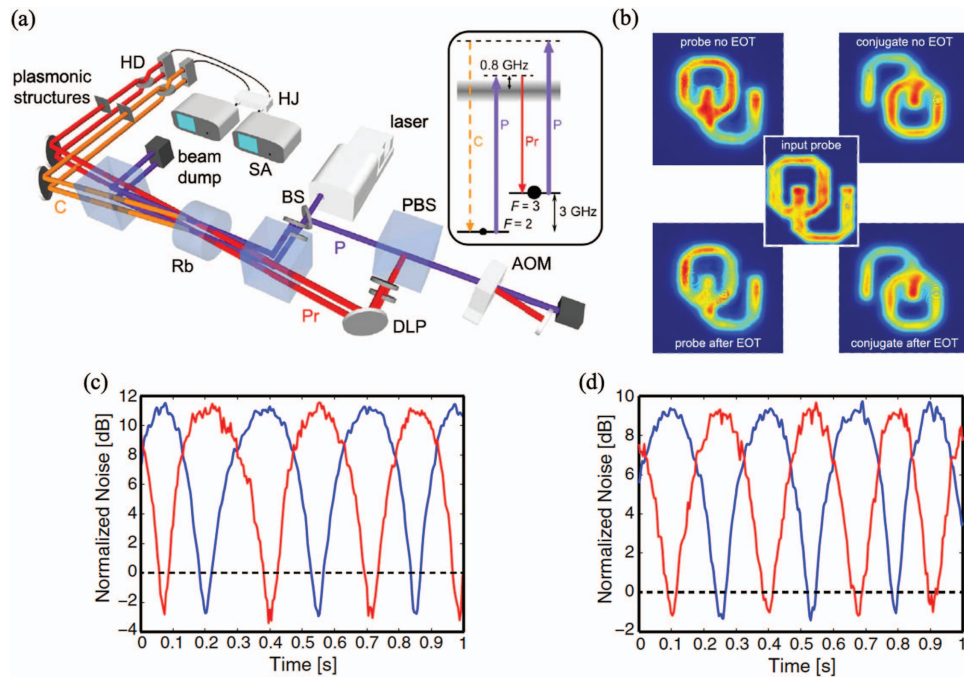 (a)
HD
plasmonic
structures
HJ
laser
SA
beam
dump
BS
PBS
C
P
Rb
AOM
Pr
DLP
0.8 GHz
C
P
Pr
P
F = 3
F = 2
3 GHz
(b)
probe no EOT
conjugate no EOT
input probe
probe after EOT
conjugate after EOT
(c)
Normalized Noise [dB]
12
10
8
6
4
2
0
−2
−4
0 0.1 0.2 0.3 0.4 0.5 0.6 0.7 0.8 0.9 1
Time [s]
(d)
Normalized Noise [dB]
10
8
6
4
2
0
−2
0 0.1 0.2 0.3 0.4 0.5 0.6 0.7 0.8 0.9 1
Time [s]